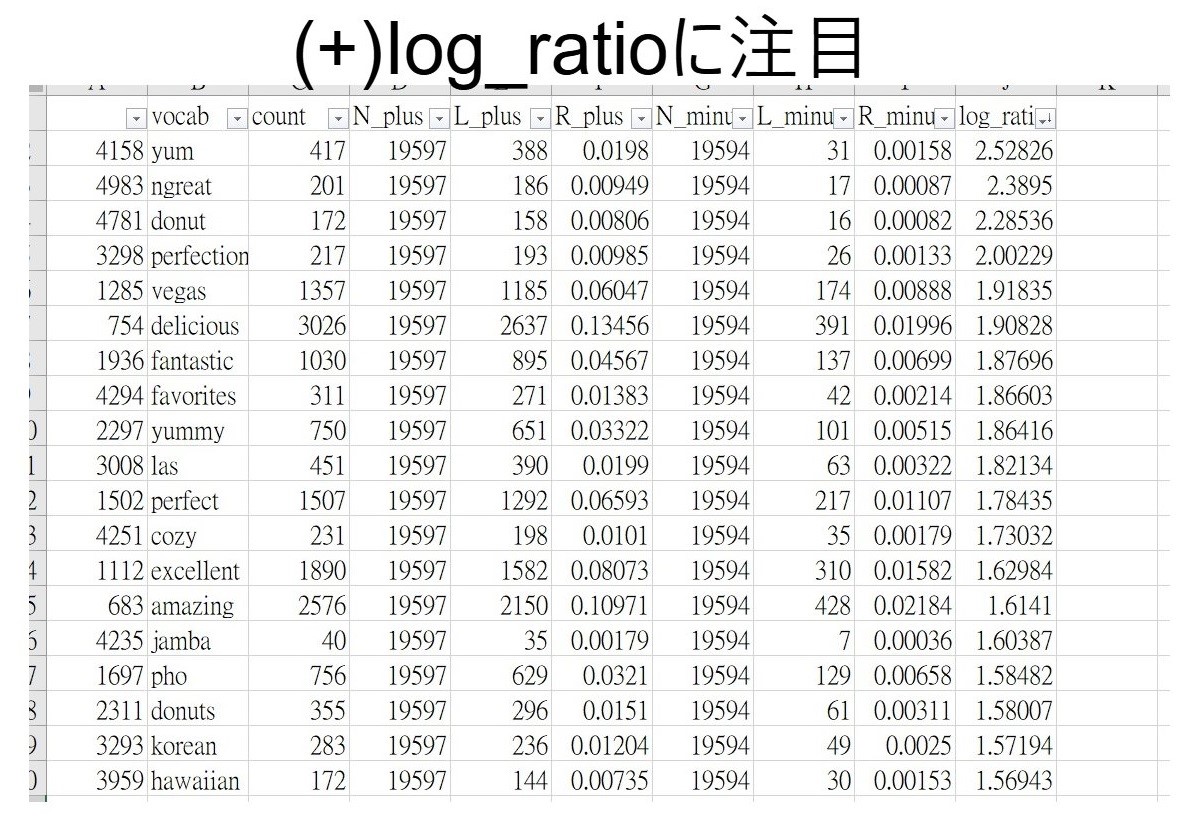 (+)log_ratioに注目
vocab count N_plus L_plus R_plus N_minu L_minu R_minu log_rati
4158 yum 417 19597 388 0.0198 19594 31 0.00158 2.52826
4983 ngreat 201 19597 186 0.00949 19594 17 0.00087 2.3895
4781 donut 172 19597 158 0.00806 19594 16 0.00082 2.28536
3298 perfection 217 19597 193 0.00985 19594 26 0.00133 2.00229
1285 vegas 1357 19597 1185 0.06047 19594 174 0.00888 1.91835
754 delicious 3026 19597 2637 0.13456 19594 391 0.01996 1.90828
1936 fantastic 1030 19597 895 0.04567 19594 137 0.00699 1.87696
4294 favorites 311 19597 271 0.01383 19594 42 0.00214 1.86603
2297 yummy 750 19597 651 0.03322 19594 101 0.00515 1.86416
3008 las 451 19597 390 0.0199 19594 63 0.00322 1.82134
1502 perfect 1507 19597 1292 0.06593 19594 217 0.01107 1.78435
4251 cozy 231 19597 198 0.0101 19594 35 0.00179 1.73032
1112 excellent 1890 19597 1582 0.08073 19594 310 0.01582 1.62984
683 amazing 2576 19597 2150 0.10971 19594 428 0.02184 1.6141
4235 jamba 40 19597 35 0.00179 19594 7 0.00036 1.60387
1697 pho 756 19597 629 0.0321 19594 129 0.00658 1.58482
2311 donuts 355 19597 296 0.0151 19594 61 0.00311 1.58007
3293 korean 283 19597 236 0.01204 19594 49 0.0025 1.57194
3959 hawaiian 172 19597 144 0.00735 19594 30 0.00153 1.56943